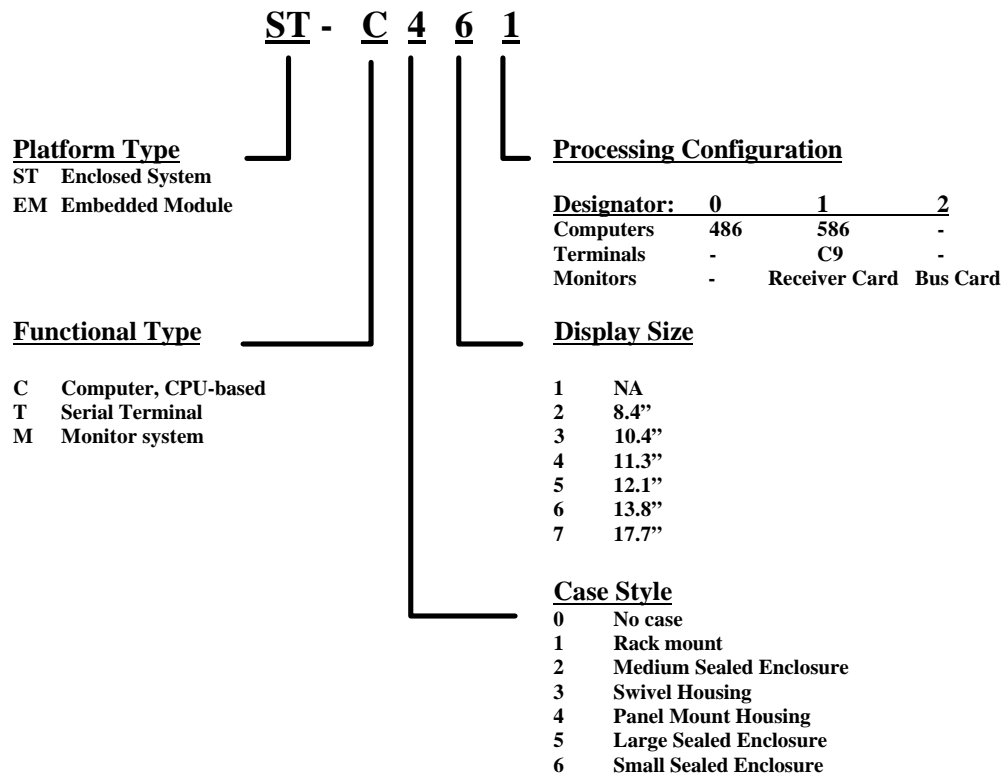 ST - C 4 6 1
Platform Type
ST Enclosed System
EM Embedded Module
Processing Configuration
Designator: 0 1 2
Computers 486 586 -
Terminals - C9 -
Monitors - Receiver Card Bus Card
Functional Type
C Computer, CPU-based
T Serial Terminal
M Monitor system
Display Size
1 NA
2 8.4”
3 10.4”
4 11.3”
5 12.1”
6 13.8”
7 17.7”
Case Style
0 No case
1 Rack mount
2 Medium Sealed Enclosure
3 Swivel Housing
4 Panel Mount Housing
5 Large Sealed Enclosure
6 Small Sealed Enclosure